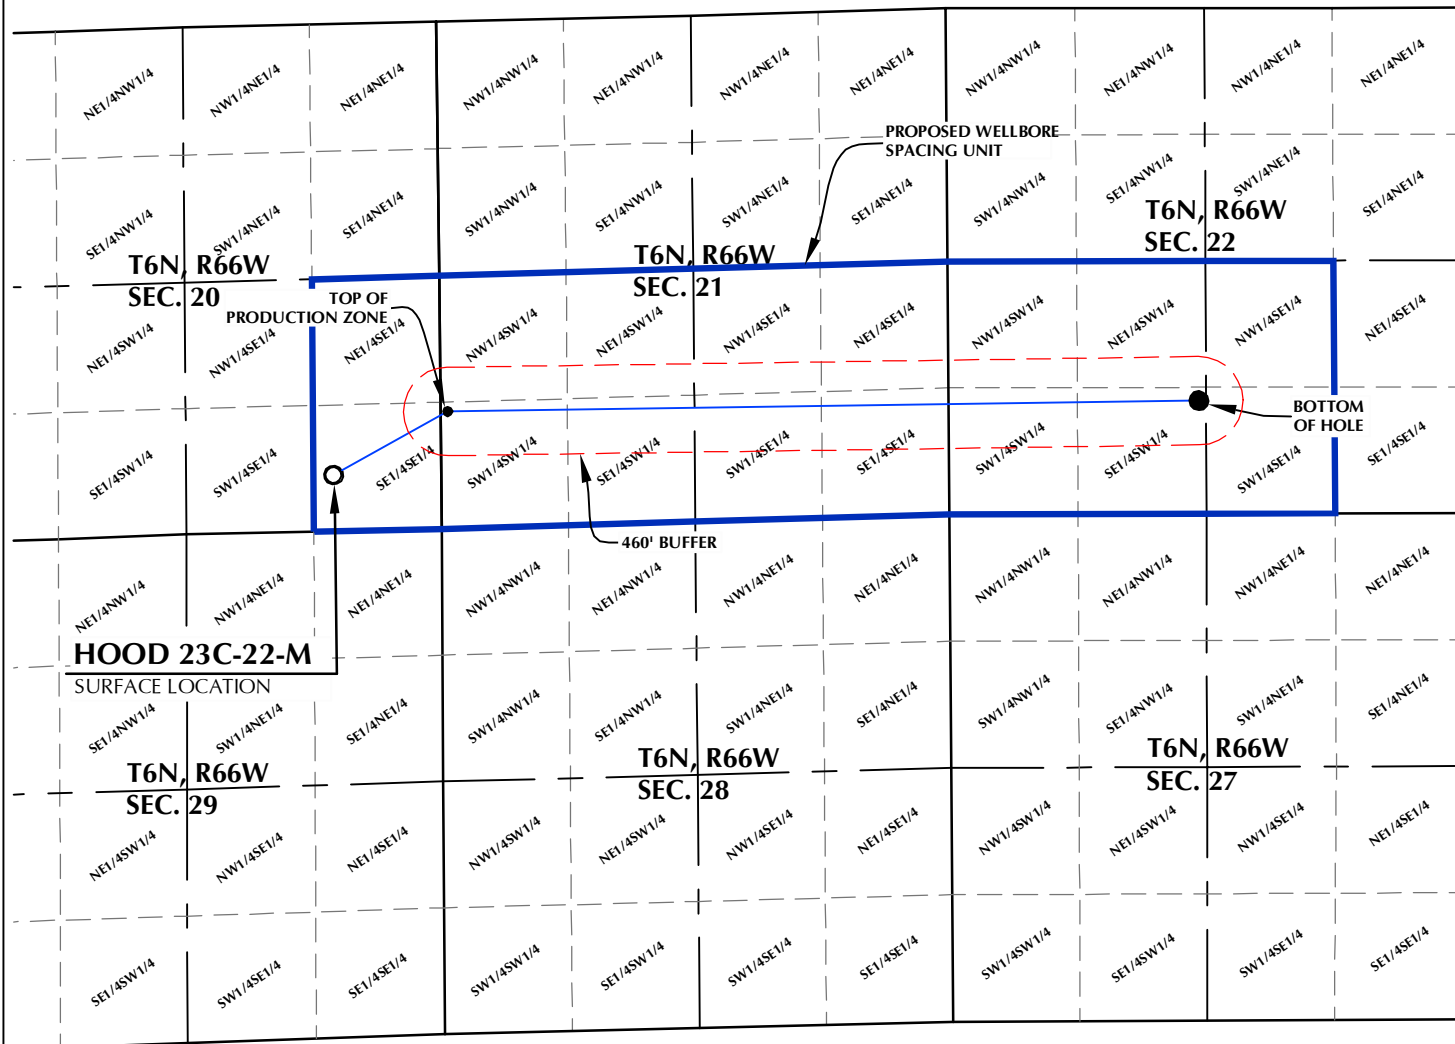 NE1/4NW1/4 NW1/4NE1/4 NE1/4NE1/4 NW1/4NW1/4 NE1/4NW1/4 NW1/4NE1/4 NE1/4NE1/4 NW1/4NW1/4 NE1/4NW1/4 NW1/4NE1/4 NE1/4NE1/4
PROPOSED WELLBORE
SPACING UNIT
SE1/4NW1/4 SW1/4NE1/4 SE1/4NE1/4 SW1/4NW1/4 SE1/4NW1/4 SW1/4NE1/4 SE1/4NE1/4 SW1/4NW1/4 SE1/4NW1/4 SW1/4NE1/4 SE1/4NE1/4
T6N, R66W
SEC. 20
T6N, R66W
SEC. 21
T6N, R66W
SEC. 22
TOP OF
PRODUCTION ZONE
NE1/4SW1/4 NW1/4SE1/4 NE1/4SE1/4 NW1/4SW1/4 NE1/4SW1/4 NW1/4SE1/4 NE1/4SE1/4 NW1/4SW1/4 NE1/4SW1/4 NW1/4SE1/4 NE1/4SE1/4
BOTTOM
OF HOLE
SE1/4SW1/4 SW1/4SE1/4 SE1/4SE1/4 SW1/4SW1/4 SE1/4SW1/4 SW1/4SE1/4 SE1/4SE1/4 SW1/4SW1/4 SE1/4SW1/4 SW1/4SE1/4 SE1/4SE1/4
460' BUFFER
NE1/4NW1/4 NW1/4NE1/4 NE1/4NE1/4 NW1/4NW1/4 NE1/4NW1/4 NW1/4NE1/4 NE1/4NE1/4 NW1/4NW1/4 NE1/4NW1/4 NW1/4NE1/4 NE1/4NE1/4
HOOD 23C-22-M
SURFACE LOCATION
SE1/4NW1/4 SW1/4NE1/4 SE1/4NE1/4 SW1/4NW1/4 SE1/4NW1/4 SW1/4NE1/4 SE1/4NE1/4 SW1/4NW1/4 SE1/4NW1/4 SW1/4NE1/4 SE1/4NE1/4
T6N, R66W
SEC. 29
T6N, R66W
SEC. 28
T6N, R66W
SEC. 27
NE1/4SW1/4 NW1/4SE1/4 NE1/4SE1/4 NW1/4SW1/4 NE1/4SW1/4 NW1/4SE1/4 NE1/4SE1/4 NW1/4SW1/4 NE1/4SW1/4 NW1/4SE1/4 NE1/4SE1/4
SE1/4SW1/4 SW1/4SE1/4 SE1/4SE1/4 SW1/4SW1/4 SE1/4SW1/4 SW1/4SE1/4 SE1/4SE1/4 SW1/4SW1/4 SE1/4SW1/4 SW1/4SE1/4 SE1/4SE1/4